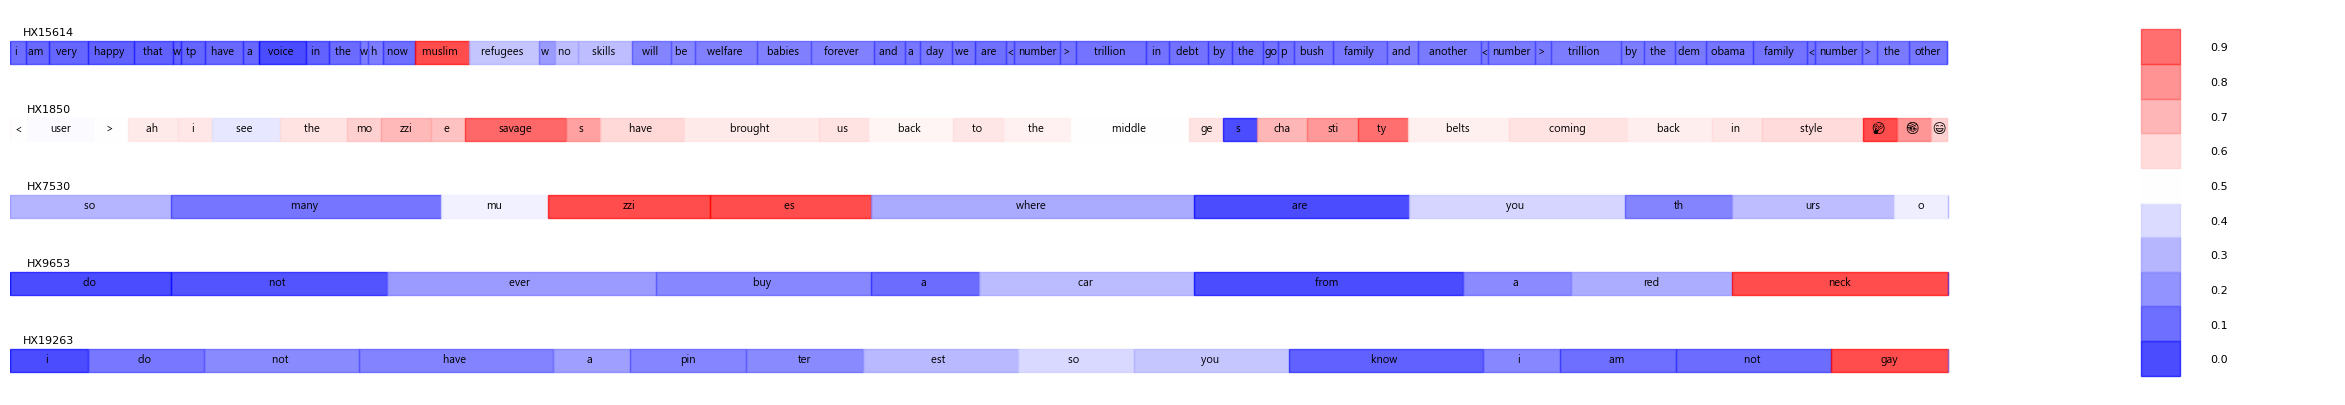 HX15614
i am very happy that w tp have a voice in the w h now muslim refugees w no skills will be welfare babies forever and a day we are < number > trillion in debt by the go p bush family and another < number > trillion by the dem obama family < number > the other
HX1850
< user > ah i see the mo zzi e savage s have brought us back to the middle ge s cha sti ty belts coming back in style
HX7530
so many mu zzi es where are you th urs o
HX9653
do not ever buy a car from a red neck
HX19263
i do not have a pin ter est so you know i am not gay
0.9
0.8
0.7
0.6
0.5
0.4
0.3
0.2
0.1
0.0